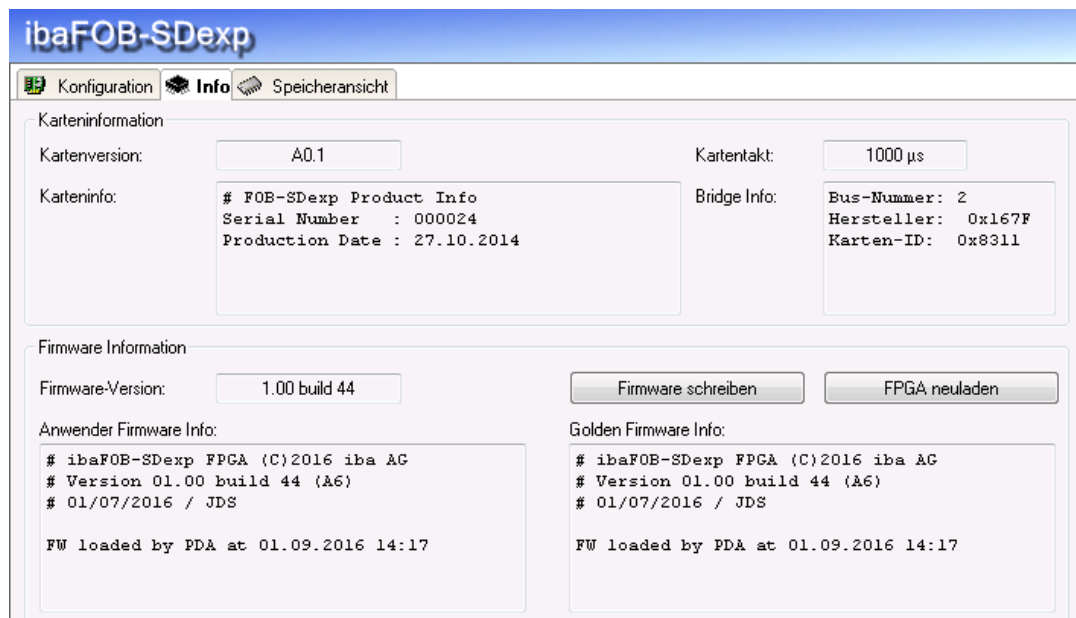 ibaFOB-SDexp
Konfiguration Info Speicheransicht
Karteninformation
Kartenversion: A0.1 Kartentakt: 1000 µs
Karteninfo: # FOB-SDexp Product Info Bridge Info: Bus-Nummer: 2
Serial Number : 000024 Hersteller: 0x167F
Production Date : 27.10.2014 Karten-ID: 0x8311
Firmware Information
Firmware-Version: 1.00 build 44 Firmware schreiben FPGA neuladen
Anwender Firmware Info: Golden Firmware Info:
# ibaFOB-SDexp FPGA (C)2016 iba AG # ibaFOB-SDexp FPGA (C)2016 iba AG
# Version 01.00 build 44 (A6) # Version 01.00 build 44 (A6)
# 01/07/2016 / JDS # 01/07/2016 / JDS
FW loaded by PDA at 01.09.2016 14:17 FW loaded by PDA at 01.09.2016 14:17